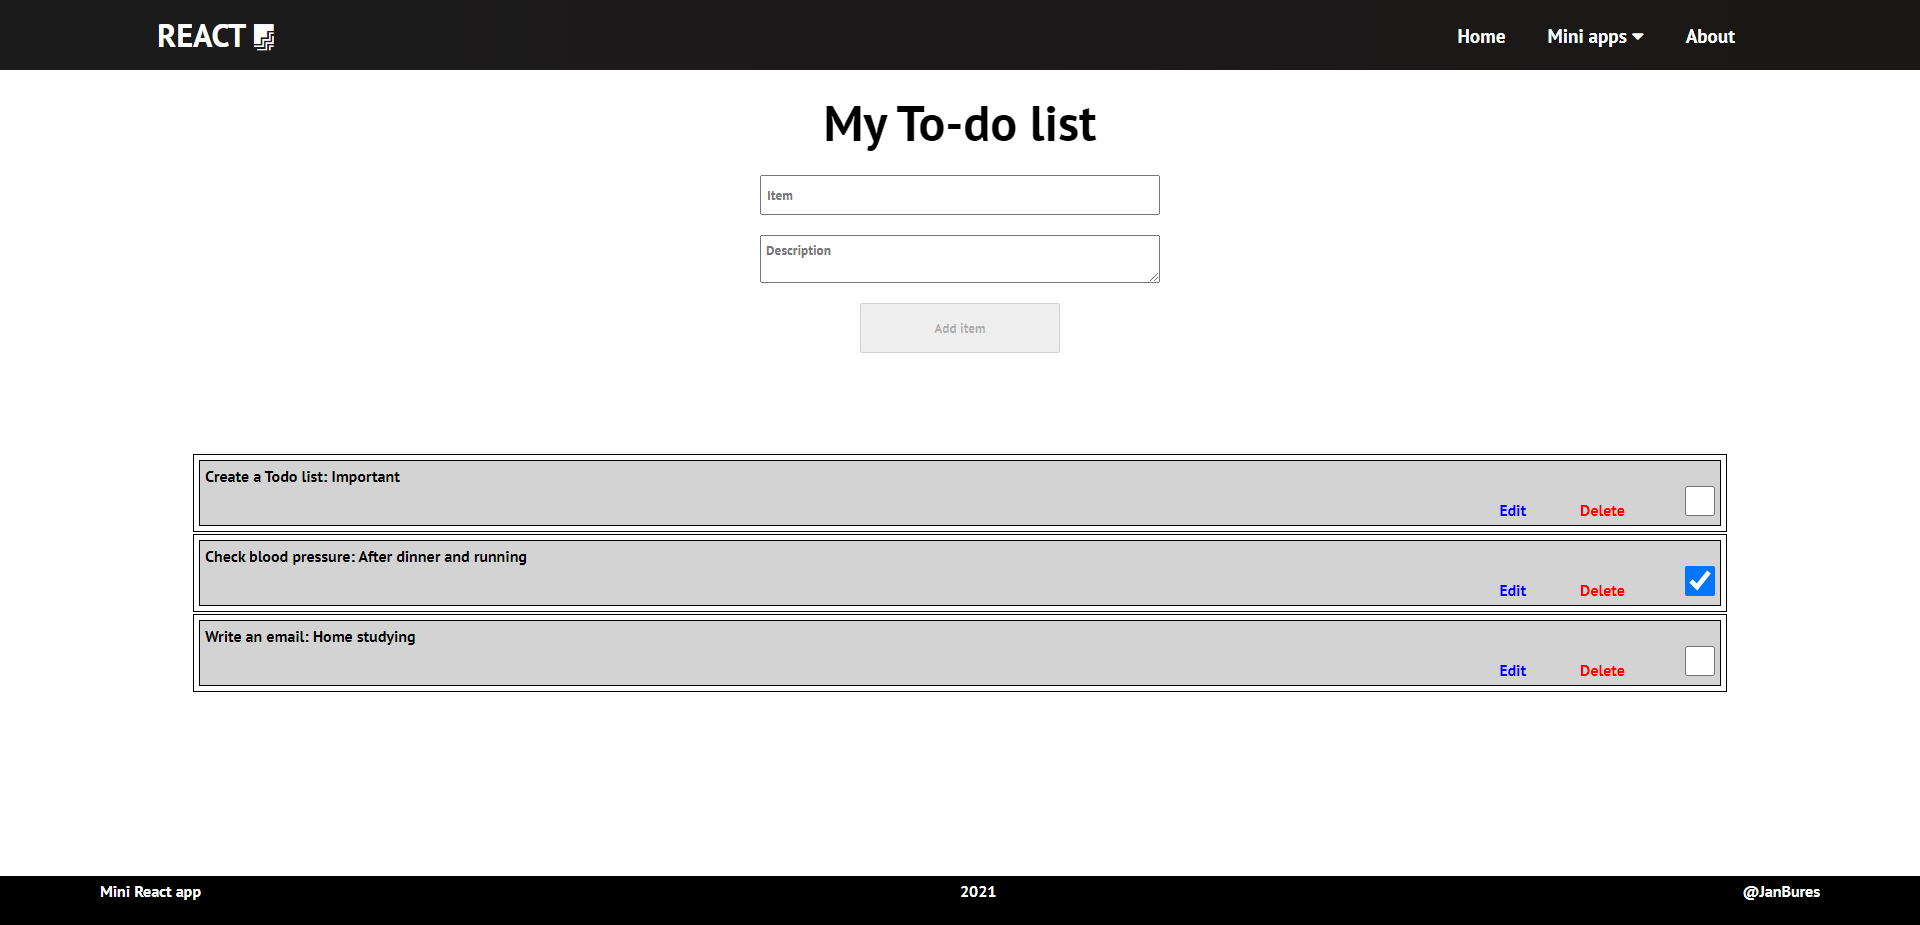 REACT
Home Mini apps About
My To-do list
Item
Description
Add item
Create a Todo list: Important
Edit Delete
Check blood pressure: After dinner and running
Edit Delete
Write an email: Home studying
Edit Delete
Mini React app 2021 @JanBures